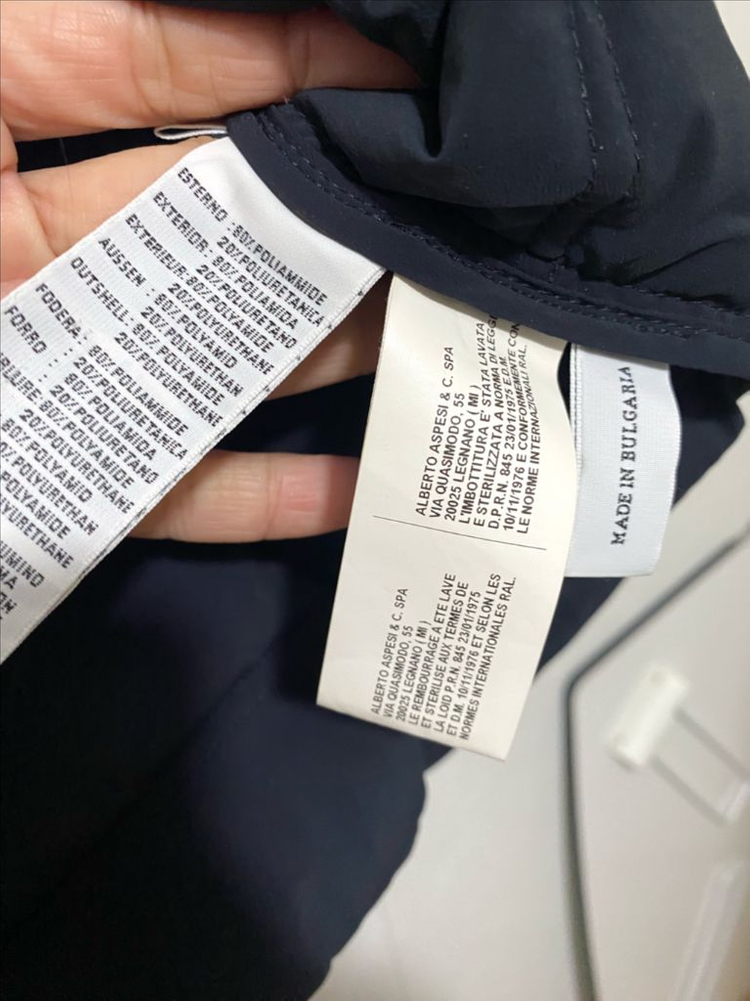 ESTERNO : 80%POLIAMMIDE
20%POLIURETANICA
EXTERIOR : 80%POLIAMIDA
20%POLIURETANO
EXTERIEUR:80%POLYAMIDE
20%POLYURETHANE
AUSSEN : 80%POLYAMID
20%POLYURETHAN
OUTSHELL:80%POLYAMIDE
20%POLYURETHANE
FODERA : 80%POLIAMMIDE
20%POLIURETANICA
FORRO : 80%POLIAMIDA
20%POLIURETANO
80%POLYAMIDE
20%POLYURETHANE
POLYAMID
POLYURETHAN
ALBERTO ASPESI & C. SPA
VIA QUASIMODO, 55
20025 LEGNANO ( MI )
L'IMBOTTITURA E' STATA LAVATA
E STERILIZZATA A NORMA DI
D.P.R.N. 845 23/01/1975 E D.M.
10/11/1976 E CONFORMEMENTE CON
LE NORME INTERNAZIONALI RAL.
ALBERTO ASPESI & C. SPA
VIA QUASIMODO, 55
20025 LEGNANO ( MI )
LE REMBOURRAGE A ETE LAVE
ET STERILISE AUX TERMES DE
LA LOID P.R.N. 845 23/01/1975
ET D.M. 10/11/1976 ET SELON LES
NORMES INTERNATIONALES RAL.
MADE IN BULGARIA